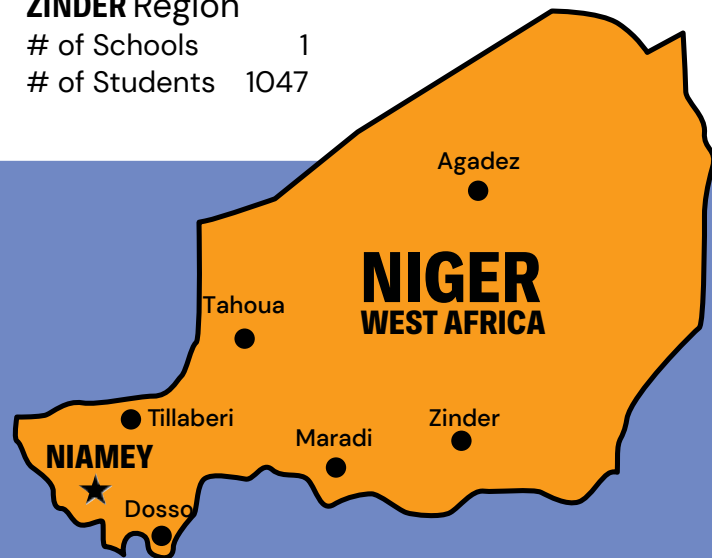 ZINDER Region
# of Schools 1
# of Students 1047
Agadez
NIGER
WEST AFRICA
Tahoua
Tillaberi
Zinder
Maradi
NIAMEY
Dosso